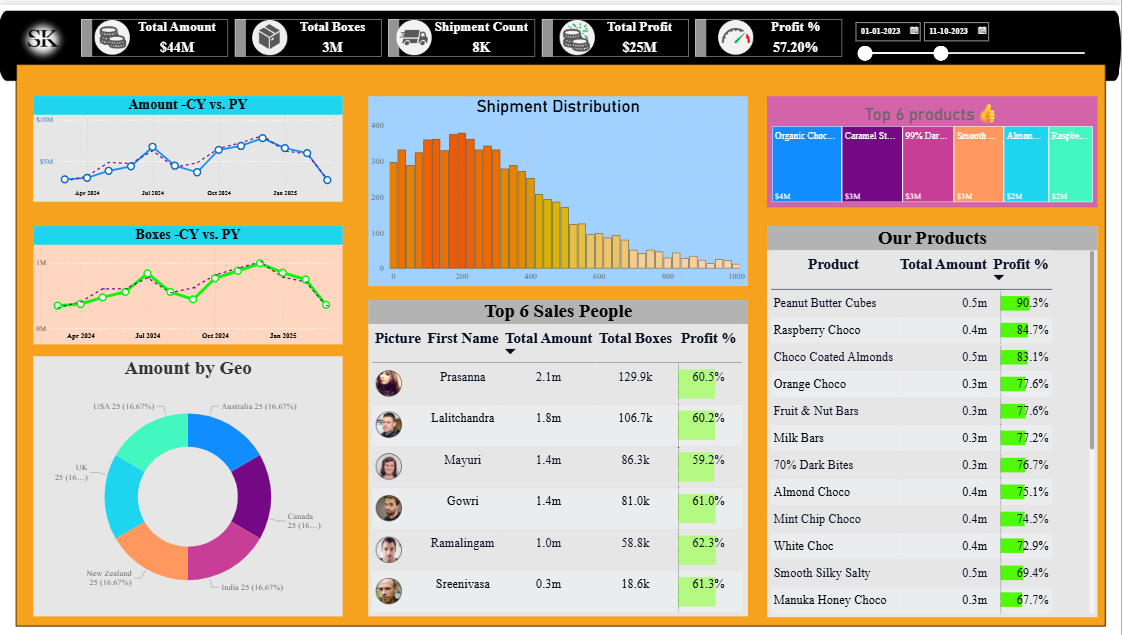 SK
Total Amount
$44M
Total Boxes
3M
Shipment Count
8K
Total Profit
$25M
Profit %
57.20%
01-01-2023
11-10-2023
Amount -CY vs. PY
$10M
$5M
Apr 2024 Jul 2024 Oct 2024 Jan 2025
Boxes -CY vs. PY
1M
0M
Apr 2024 Jul 2024 Oct 2024 Jan 2025
Amount by Geo
USA 25 (16.67%)
Australia 25 (16.67%)
UK
25 (16...)
Canada
25 (16...)
New Zealand
25 (16.67%)
India 25 (16.67%)
Shipment Distribution
400
300
200
100
0
0 200 400 600 800 1000
Top 6 Sales People
Picture First Name Total Amount Total Boxes Profit %
Prasanna 2.1m 129.9k 60.5%
Lalitchandra 1.8m 106.7k 60.2%
Mayuri 1.4m 86.3k 59.2%
Gowri 1.4m 81.0k 61.0%
Ramalingam 1.0m 58.8k 62.3%
Sreenivasa 0.3m 18.6k 61.3%
Top 6 products 👍
Organic Choc... Caramel St... 99% Dar... Smooth ... Almon... Raspbe...
$4M $3M $3M $3M $2M $2M
Our Products
Product Total Amount Profit %
Peanut Butter Cubes 0.5m 90.3%
Raspberry Choco 0.4m 84.7%
Choco Coated Almonds 0.5m 83.1%
Orange Choco 0.3m 77.6%
Fruit & Nut Bars 0.3m 77.6%
Milk Bars 0.3m 77.2%
70% Dark Bites 0.3m 76.7%
Almond Choco 0.4m 75.1%
Mint Chip Choco 0.4m 74.5%
White Choc 0.4m 72.9%
Smooth Silky Salty 0.5m 69.4%
Manuka Honey Choco 0.3m 67.7%